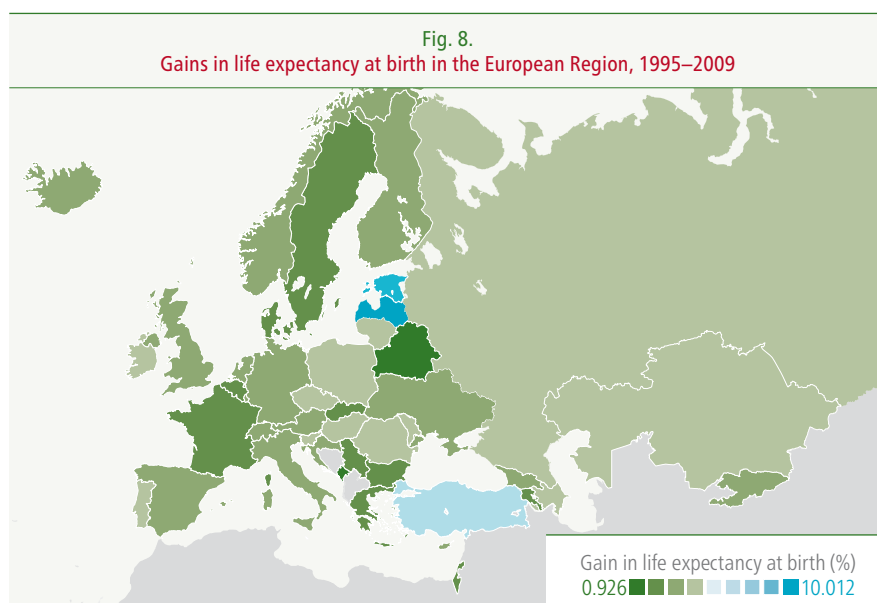 Fig. 8.
Gains in life expectancy at birth in the European Region, 1995–2009
Gain in life expectancy at birth (%)
0.926 10.012